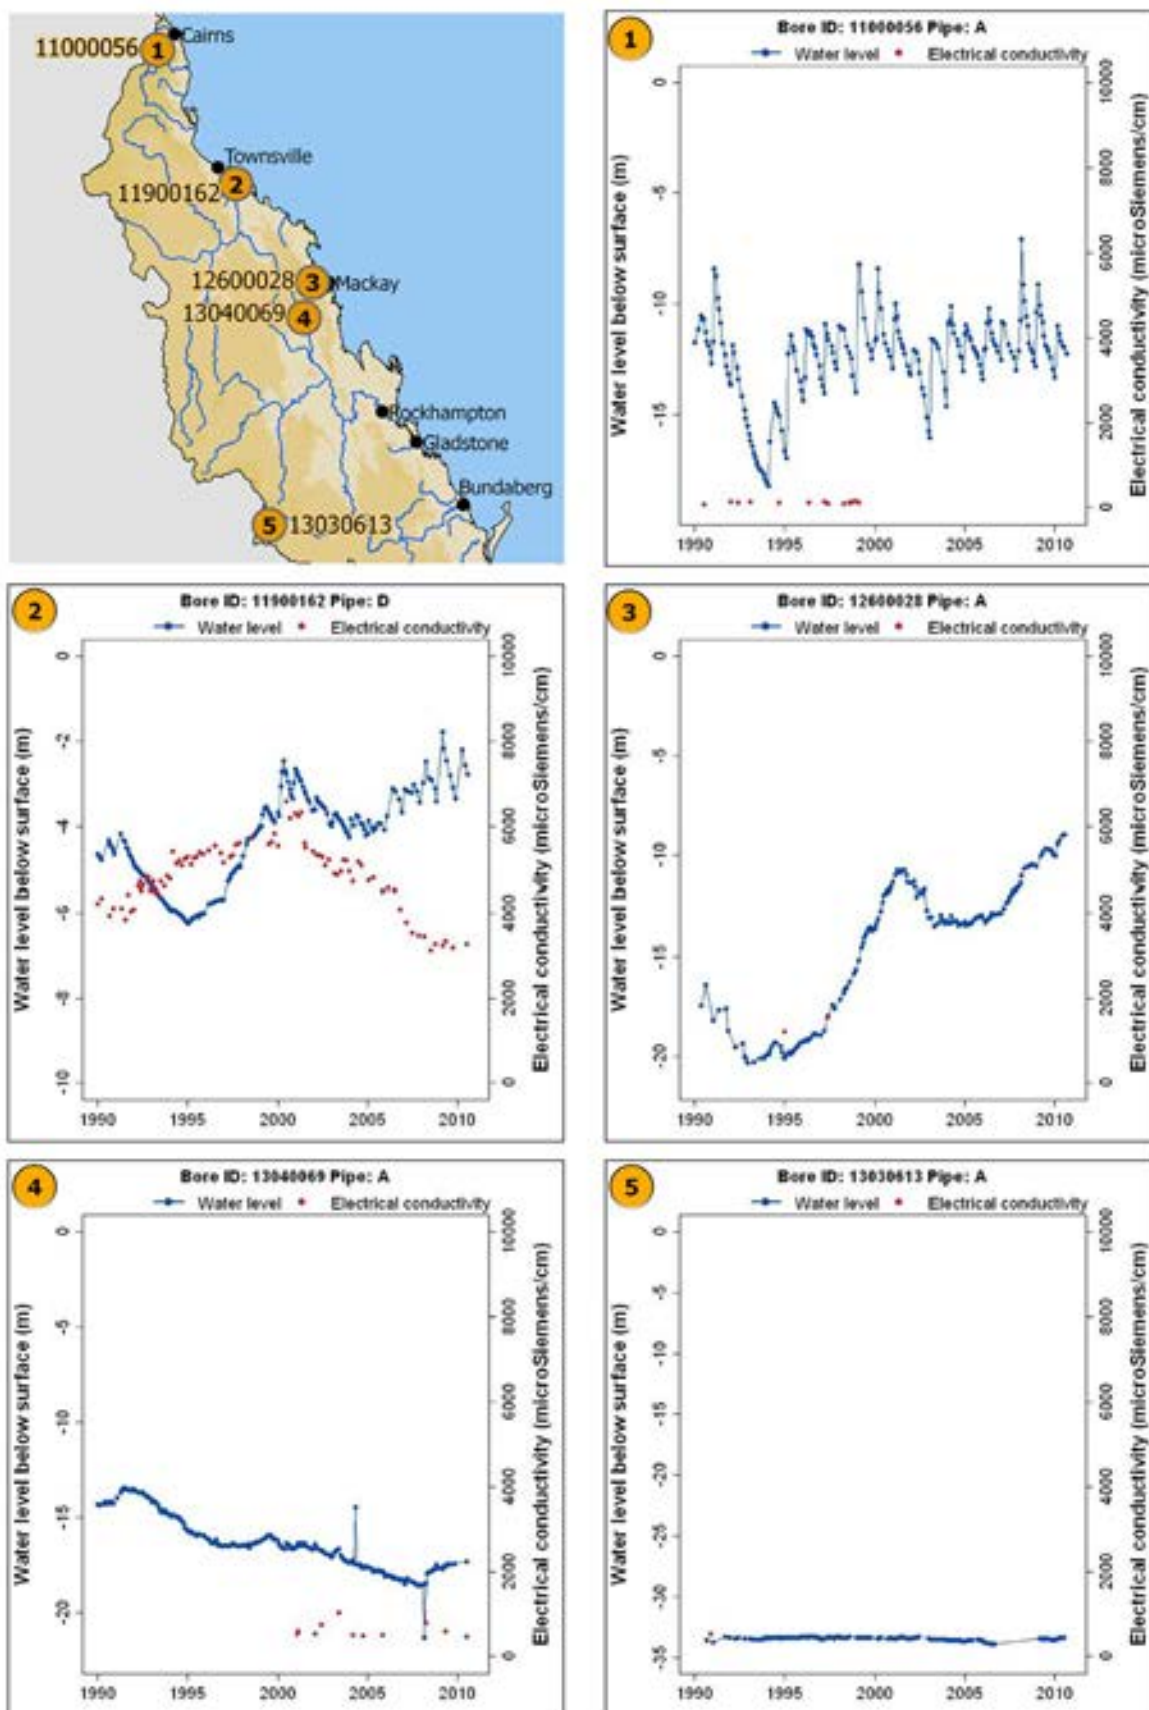 11000056
1
Cairns
Townsville
11900162
2
12600028
3
Mackay
13040069
4
Rockhampton
Gladstone
Bundaberg
5
13030613
1
Bore ID: 11000056 Pipe: A
Water level
Electrical conductivity
Water level below surface (m)
0
-5
-10
-15
Electrical conductivity (microSiemens/cm)
10000
8000
6000
4000
2000
0
1990 1995 2000 2005 2010
2
Bore ID: 11900162 Pipe: D
Water level
Electrical conductivity
Water level below surface (m)
0
-2
-4
-6
-8
-10
Electrical conductivity (microSiemens/cm)
10000
8000
6000
4000
2000
0
1990 1995 2000 2005 2010
3
Bore ID: 12600028 Pipe: A
Water level
Electrical conductivity
Water level below surface (m)
0
-5
-10
-15
-20
Electrical conductivity (microSiemens/cm)
10000
8000
6000
4000
2000
0
1990 1995 2000 2005 2010
4
Bore ID: 13040069 Pipe: A
Water level
Electrical conductivity
Water level below surface (m)
0
-5
-10
-15
-20
Electrical conductivity (microSiemens/cm)
10000
8000
6000
4000
2000
0
1990 1995 2000 2005 2010
5
Bore ID: 13030613 Pipe: A
Water level
Electrical conductivity
Water level below surface (m)
0
-5
-10
-15
-20
-25
-30
-35
Electrical conductivity (microSiemens/cm)
10000
8000
6000
4000
2000
0
1990 1995 2000 2005 2010